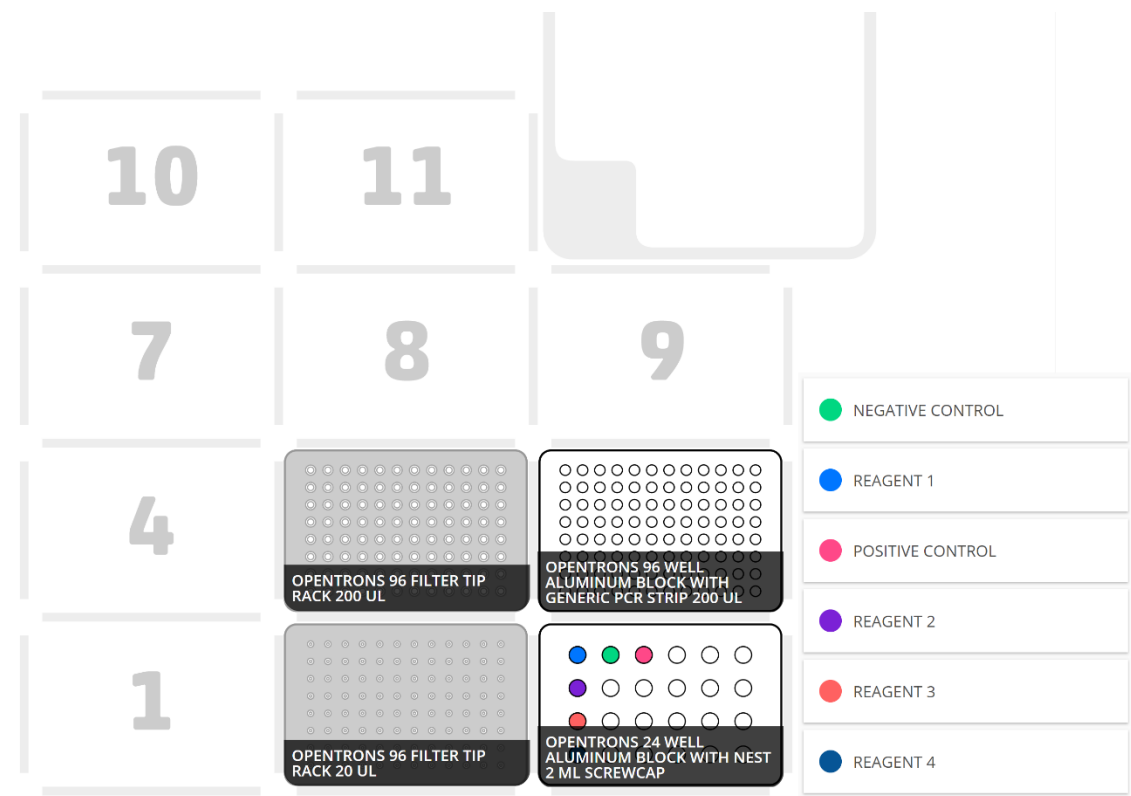 10
11
7
8
9
NEGATIVE CONTROL
REAGENT 1
4
OPENTRONS 96 FILTER TIP
RACK 200 UL
OPENTRONS 96 WELL
ALUMINUM BLOCK WITH
GENERIC PCR STRIP 200 UL
POSITIVE CONTROL
REAGENT 2
1
OPENTRONS 96 FILTER TIP
RACK 20 UL
OPENTRONS 24 WELL
ALUMINUM BLOCK WITH NEST
2 ML SCREWCAP
REAGENT 3
REAGENT 4